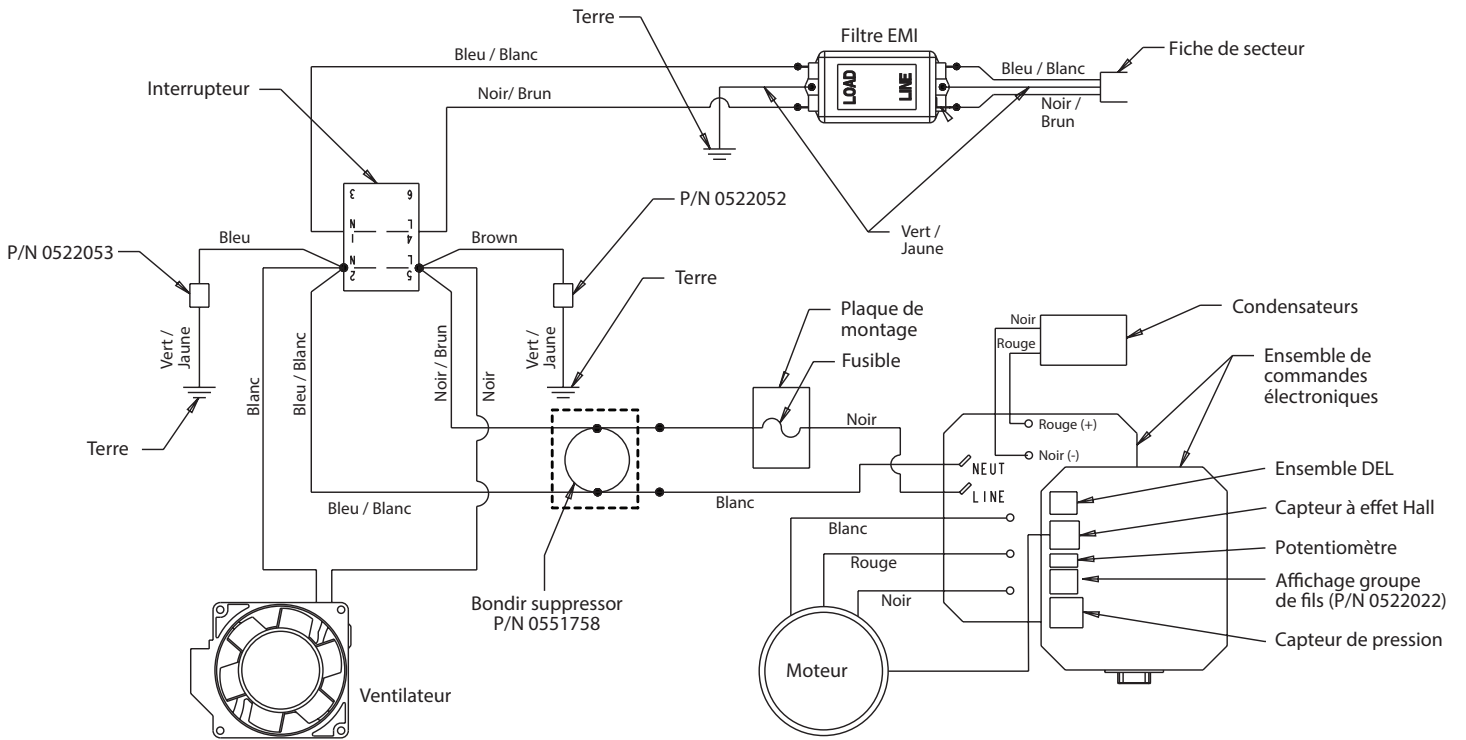 Terre
Filtre EMI
Fiche de secteur
Bleu / Blanc
Bleu / Blanc
LOAD
LINE
Interrupteur
Noir/ Brun
Noir /
Brun
Terre
3
6
N
L
1
4
N
L
2
5
P/N 0522052
Vert /
Jaune
P/N 0522053
Bleu
Brown
Terre
Plaque de
montage
Fusible
Condensateurs
Noir
Rouge
Vert /
Jaune
Blanc
Bleu / Blanc
Noir / Brun
Noir
Vert /
Jaune
Ensemble de
commandes
électroniques
Terre
Noir
Rouge (+)
Noir (-)
NEUT
LINE
Ensemble DEL
Bleu / Blanc
Blanc
Capteur à effet Hall
Blanc
Potentiomètre
Rouge
Affichage groupe
de fils (P/N 0522022)
Noir
Bondir suppressor
P/N 0551758
Capteur de pression
Moteur
Ventilateur